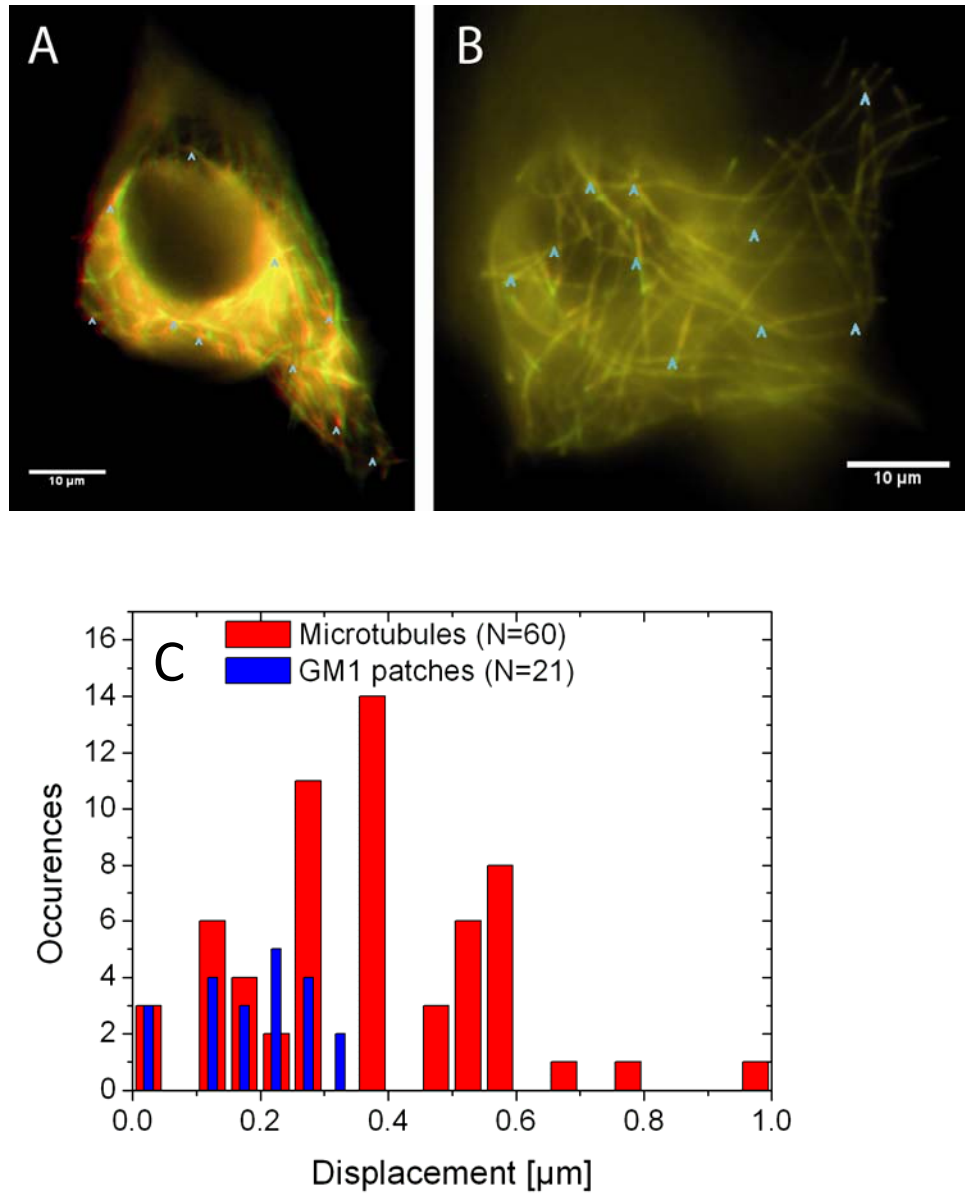 A
B
10 µm
10 µm
C
Microtubules (N=60)
GM1 patches (N=21)
16
14
12
10
8
6
4
2
0
Occurences
0.0 0.2 0.4 0.6 0.8 1.0
Displacement [µm]